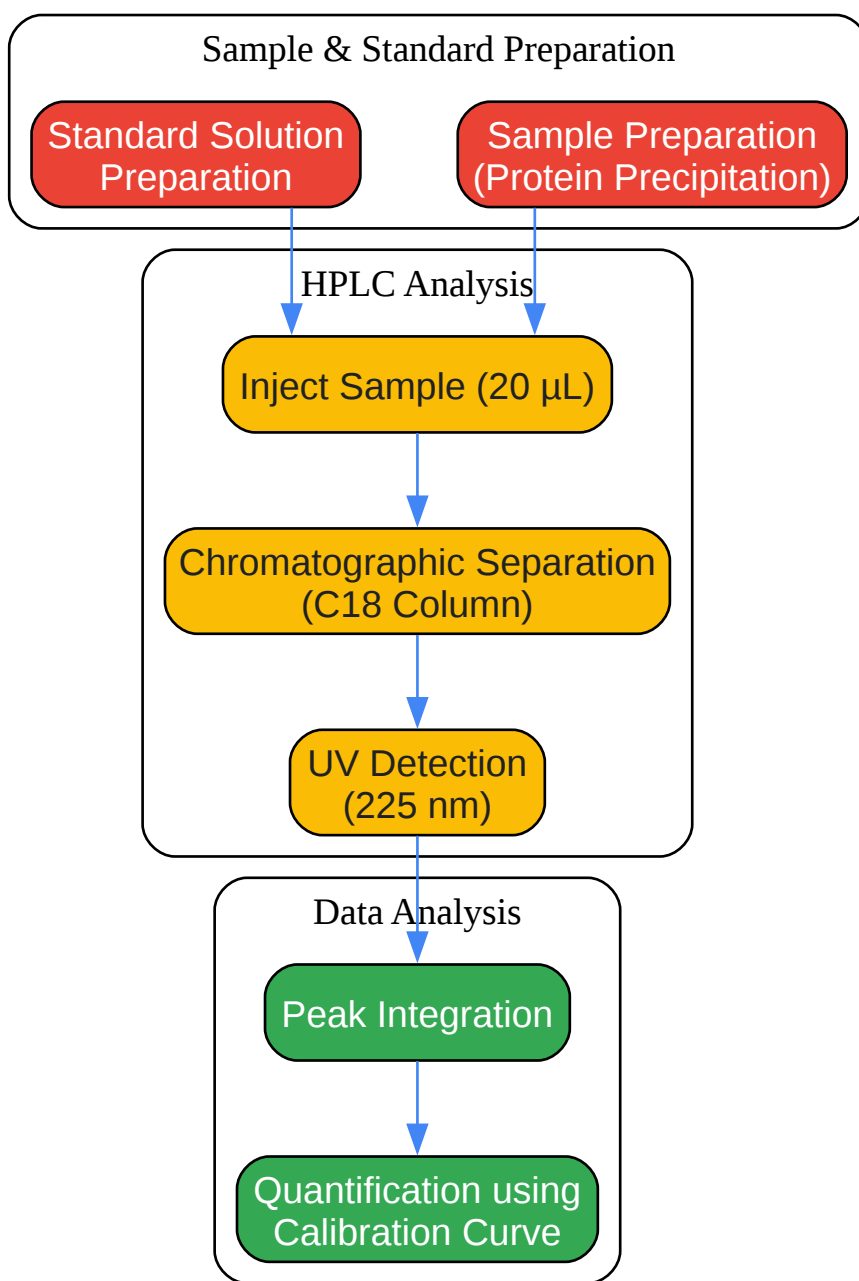 Sample & Standard Preparation
Standard Solution
Preparation
Sample Preparation
(Protein Precipitation)
HPLC Analysis
Inject Sample (20 µL)
Chromatographic Separation
(C18 Column)
UV Detection
(225 nm)
Data Analysis
Peak Integration
Quantification using
Calibration Curve